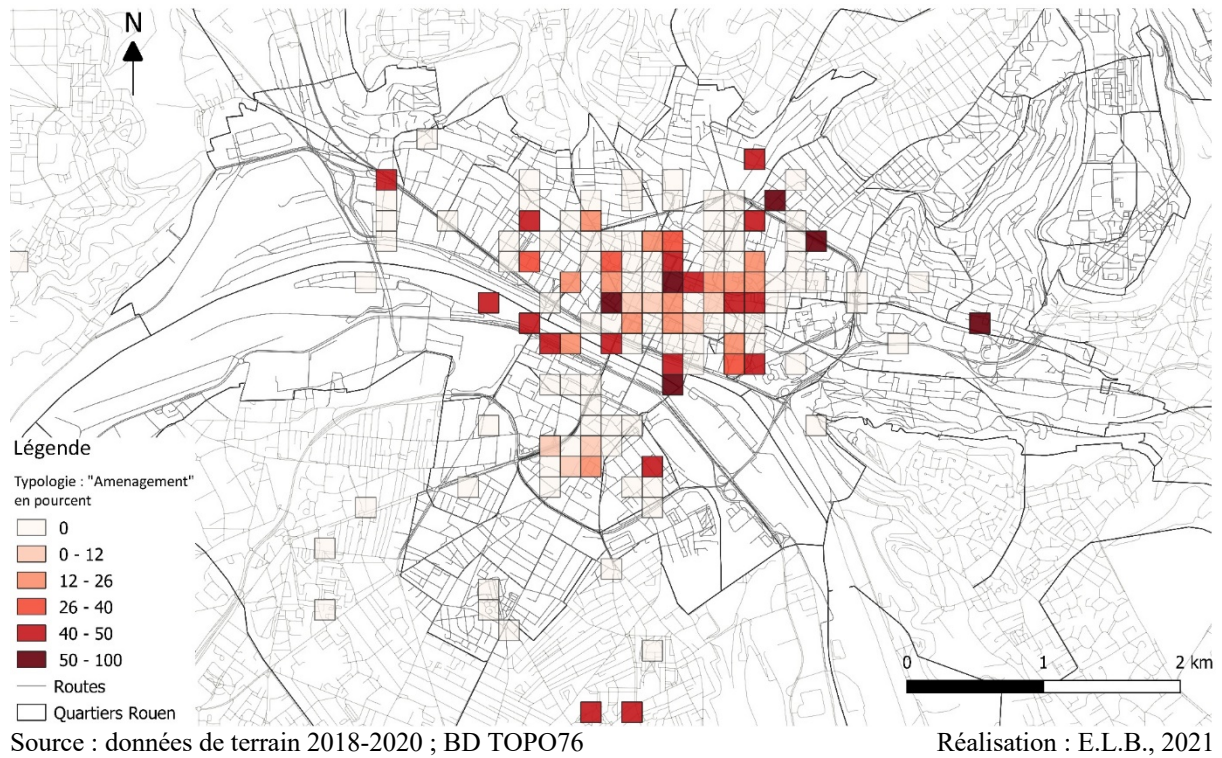 N
Légende
Typologie : "Amenagement"
en pourcent
0
0 - 12
12 - 26
26 - 40
40 - 50
50 - 100
Routes
Quartiers Rouen
0 1 2 km
Source : données de terrain 2018-2020 ; BD TOPO76 Réalisation : E.L.B., 2021